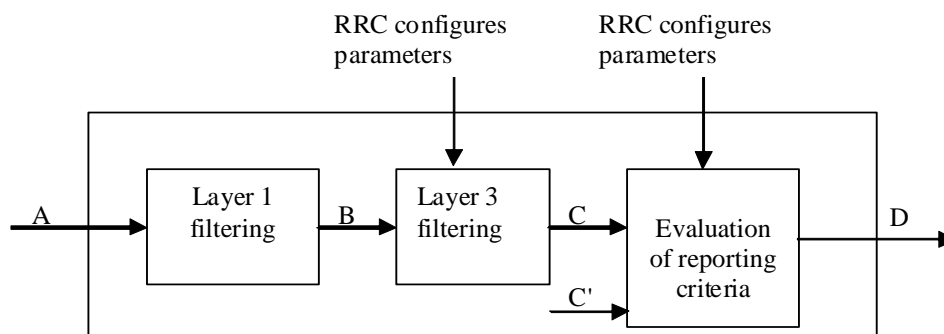 RRC configures
parameters
RRC configures
parameters
Layer 1
filtering
Layer 3
filtering
Evaluation
of reporting
criteria
A
B
C
C'
D